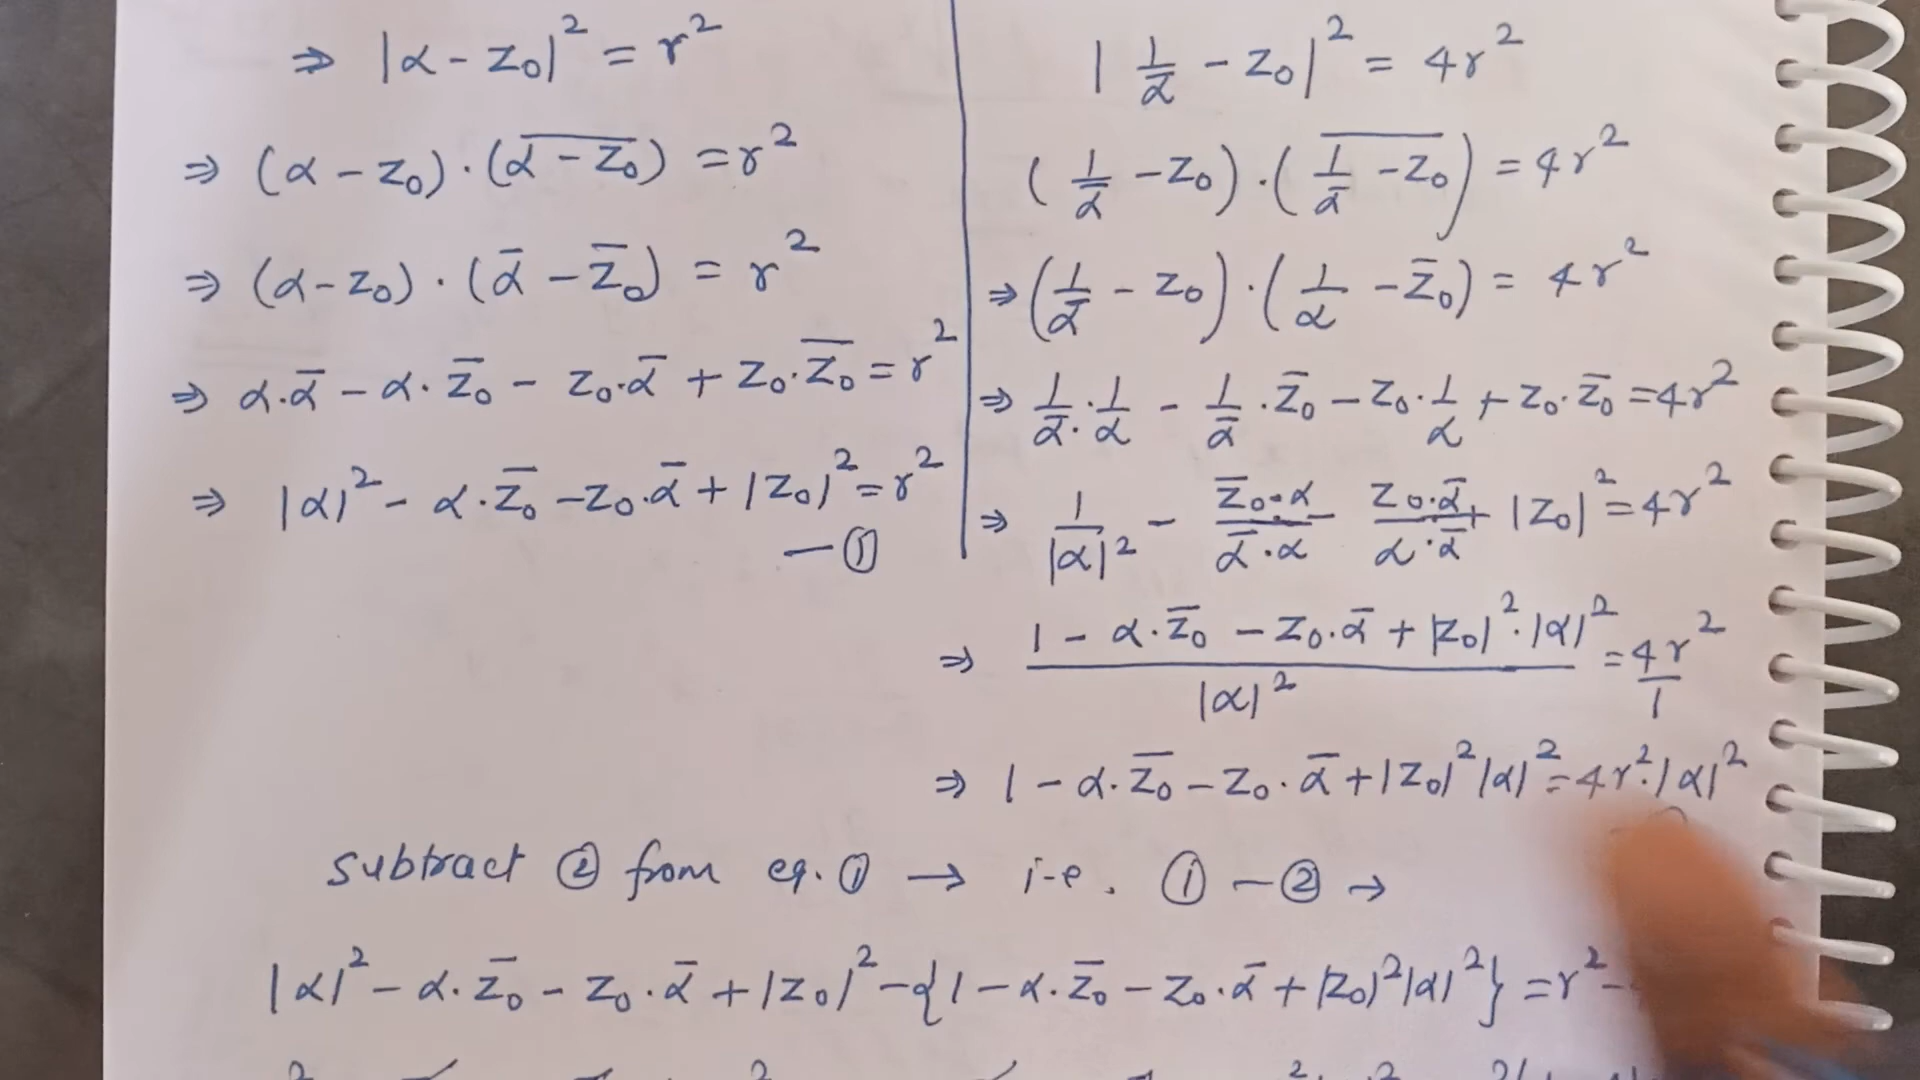 ⇒ |α - z₀|² = r²
⇒ (α - z₀)·(\overline{α - z₀}) = r²
⇒ (α - z₀)·(ᾱ - z̄₀) = r²
⇒ α.ᾱ - α. z̄₀ - z₀.ᾱ + z₀.z̄₀ = r²
⇒ |α|² - α.z̄₀ - z₀.ᾱ + |z₀|² = r²
— ①
|1/ᾱ - z₀|² = 4r²
(1/ᾱ - z₀)·(\overline{1/ᾱ - z₀}) = 4r²
⇒ (1/ᾱ - z₀)·(1/α - z̄₀) = 4r²
⇒ 1/ᾱ . 1/α - 1/ᾱ . z̄₀ - z₀. 1/α + z₀. z̄₀ = 4r²
⇒ 1/|α|² - (z̄₀.α)/(ᾱ.α) - (z₀.ᾱ)/(α.ᾱ) + |z₀|² = 4r²
⇒ (1 - α.z̄₀ - z₀.ᾱ + |z₀|².|α|²)/|α|² = 4r²/1
⇒ 1 - α. z̄₀ - z₀. ᾱ + |z₀|² |α|² = 4r².|α|²
subtract ② from eq. ① → i-e. ① - ② →
|α|² - α. z̄₀ - z₀.ᾱ + |z₀|² - {1 - α. z̄₀ - z₀.ᾱ + |z₀|²|α|²} = r² -